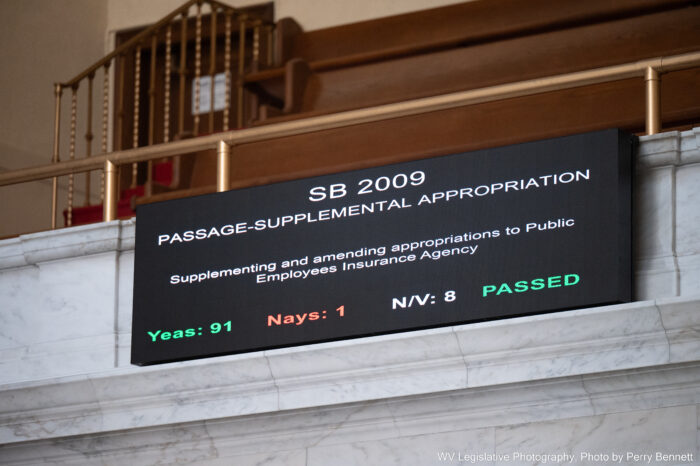 SB 2009
PASSAGE-SUPPLEMENTAL APPROPRIATION
Supplementing and amending appropriations to Public
Employees Insurance Agency
Yeas: 91 Nays: 1 N/V: 8 PASSED
WV Legislative Photography, Photo by Perry Bennett